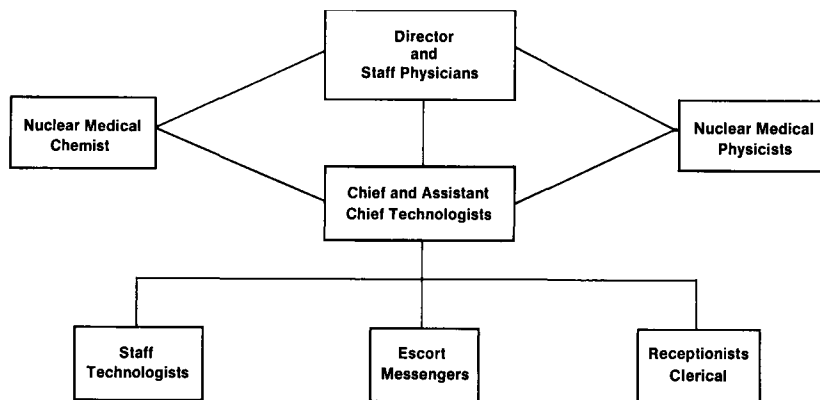 Director
and
Staff Physicians
Nuclear Medical
Chemist
Nuclear Medical
Physicists
Chief and Assistant
Chief Technologists
Staff
Technologists
Escort
Messengers
Receptionists
Clerical